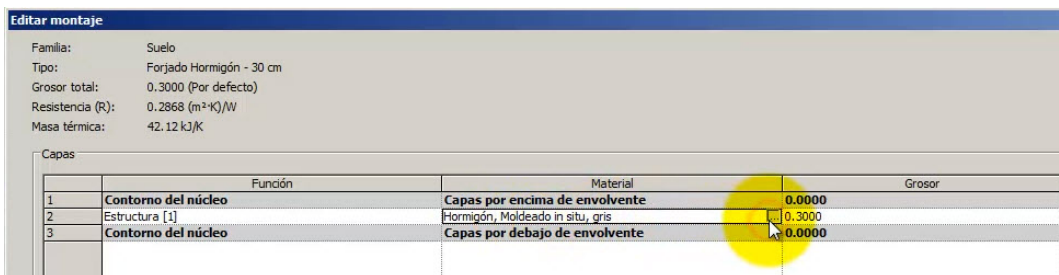 Editar montaje
Familia: Suelo
Tipo: Forjado Hormigón - 30 cm
Grosor total: 0.3000 (Por defecto)
Resistencia (R): 0.2868 (m²·K)/W
Masa térmica: 42.12 kJ/K
Capas
Función Material Grosor
1 Contorno del núcleo Capas por encima de envolvente 0.0000
2 Estructura [1] Hormigón, Moldeado in situ, gris ... 0.3000
3 Contorno del núcleo Capas por debajo de envolvente 0.0000